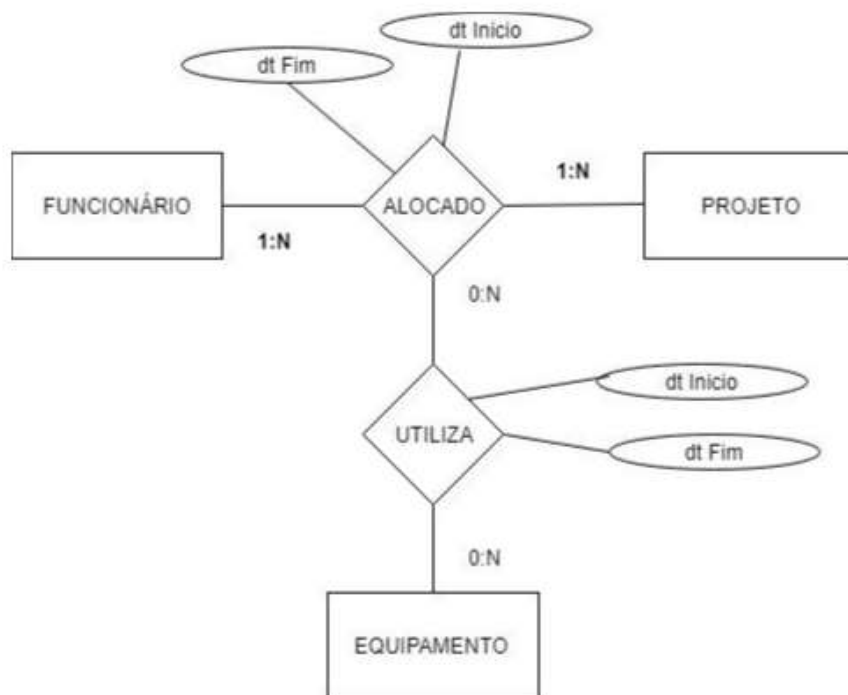 dt Inicio
dt Fim
FUNCIONÁRIO
ALOCADO
1:N
PROJETO
1:N
0:N
dt Inicio
UTILIZA
dt Fim
0:N
EQUIPAMENTO